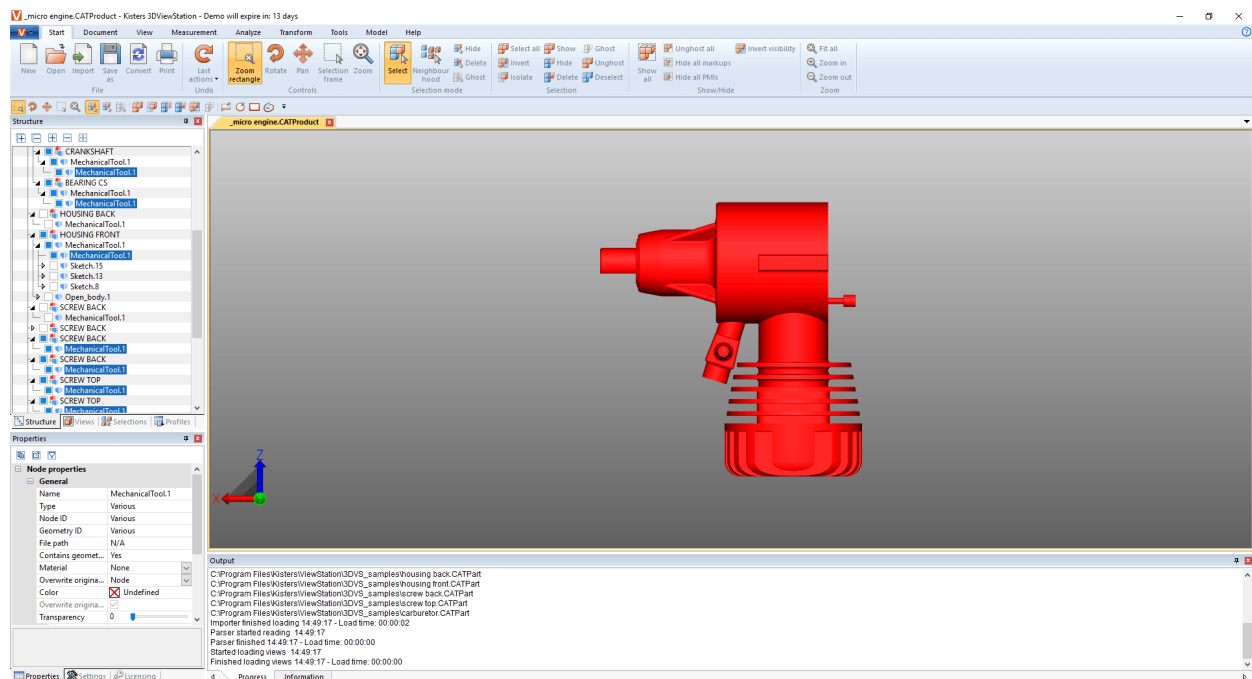 _micro engine.CATProduct - Kisters 3DViewStation - Demo will expire in: 13 days
Start Document View Measurement Analyze Transform Tools Model Help
New Open Import Save as Convert Print
File
Last actions
Undo
Zoom rectangle Rotate Pan Selection frame Zoom
Controls
Select Neighbour hood Hide Delete Ghost
Selection mode
Select all Show Ghost
Invert Hide Unghost
Isolate Delete Deselect
Selection
Show all Unghost all Invert visibility
Hide all markups
Hide all PMIs
Show/Hide
Fit all
Zoom in
Zoom out
Zoom
Structure
_micro engine.CATProduct
CRANKSHAFT
MechanicalTool.1
MechanicalTool.1
BEARING CS
MechanicalTool.1
MechanicalTool.1
HOUSING BACK
MechanicalTool.1
HOUSING FRONT
MechanicalTool.1
MechanicalTool.1
Sketch.15
Sketch.13
Sketch.8
Open_body.1
SCREW BACK
MechanicalTool.1
SCREW BACK
SCREW BACK
MechanicalTool.1
SCREW BACK
MechanicalTool.1
SCREW TOP
MechanicalTool.1
SCREW TOP
MechanicalTool.1
Structure Views Selections Profiles
Properties
Node properties
General
Name MechanicalTool.1
Type Various
Node ID Various
Geometry ID Various
File path N/A
Contains geomet... Yes
Material None
Overwrite origina... Node
Color Undefined
Overwrite origina...
Transparency 0
Properties Settings Licensing
Z
X
Output
C:\Program Files\Kisters\ViewStation\3DVS_samples\housing back.CATPart
C:\Program Files\Kisters\ViewStation\3DVS_samples\housing front.CATPart
C:\Program Files\Kisters\ViewStation\3DVS_samples\screw back.CATPart
C:\Program Files\Kisters\ViewStation\3DVS_samples\screw top.CATPart
C:\Program Files\Kisters\ViewStation\3DVS_samples\carburetor.CATPart
Importer finished loading 14:49:17 - Load time: 00:00:02
Parser started reading 14:49:17
Parser finished 14:49:17 - Load time: 00:00:00
Started loading views 14:49:17
Finished loading views 14:49:17 - Load time: 00:00:00
Progress Information